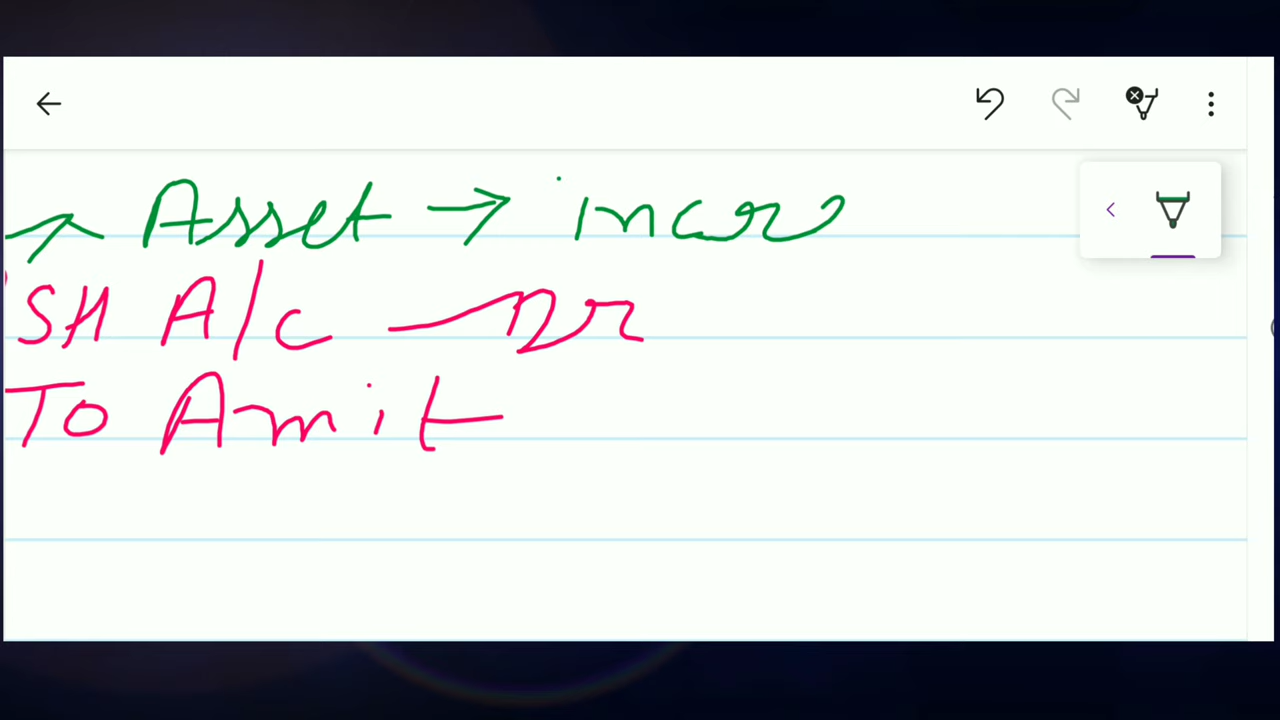 Asset → incr
SH A/c — Dr
To Amit